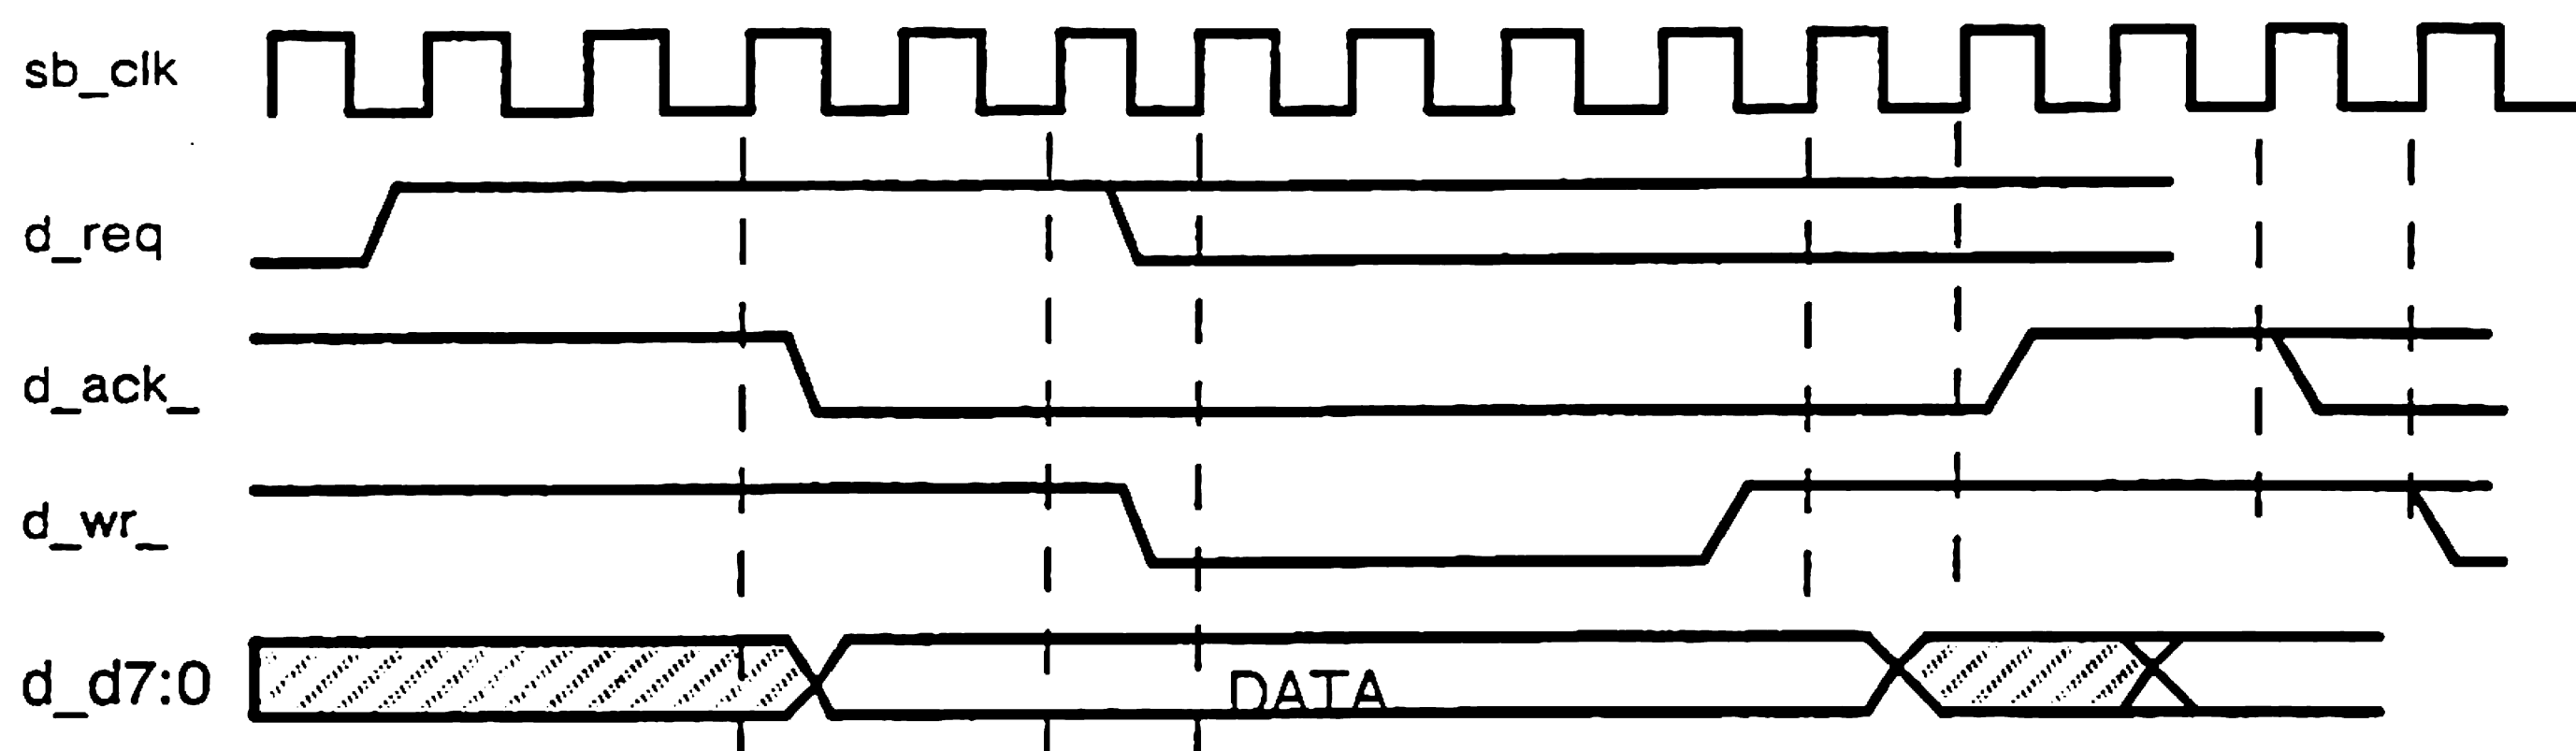 sb_clk
d_req
d_ack_
d_wr_
d_d7:0 DATA